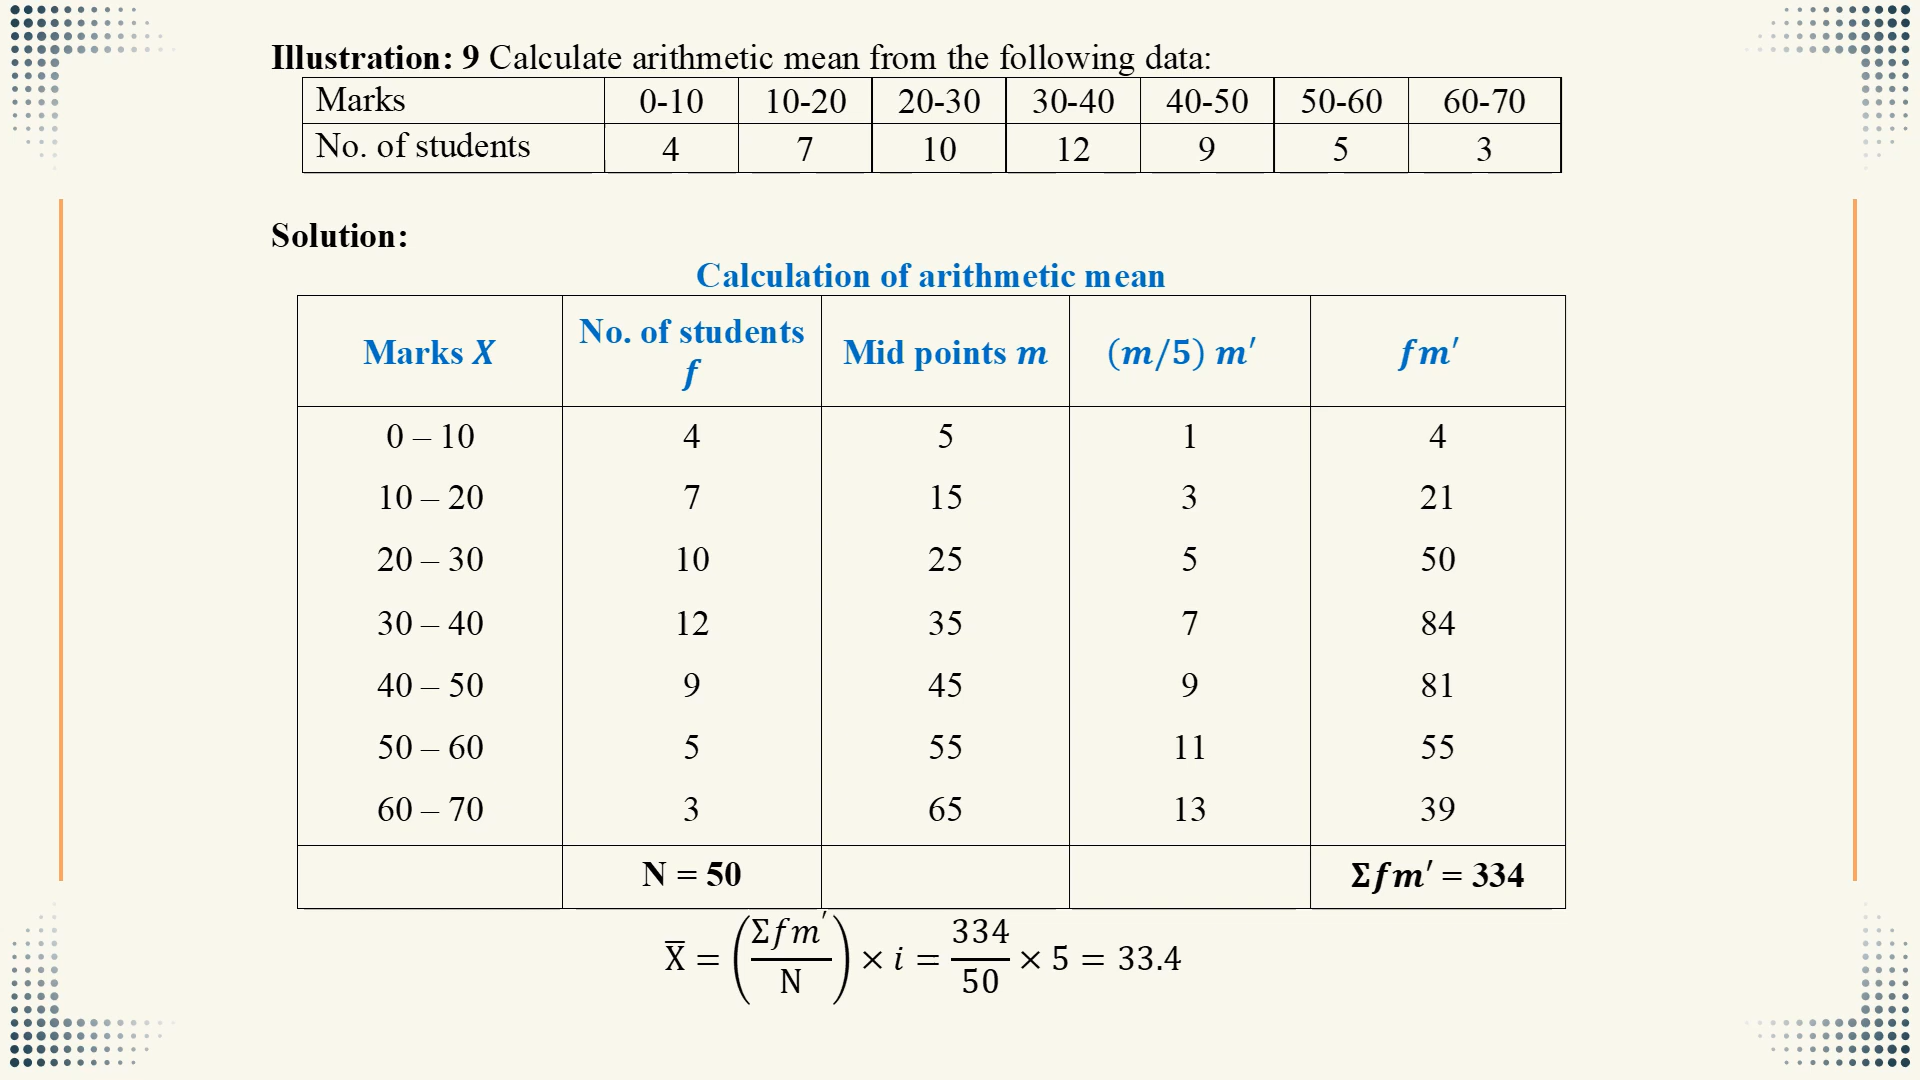 Illustration: 9 Calculate arithmetic mean from the following data:
Marks 0-10 10-20 20-30 30-40 40-50 50-60 60-70
No. of students 4 7 10 12 9 5 3
Solution:
Calculation of arithmetic mean
Marks X No. of students f Mid points m (m/5) m′ fm′
0 – 10 4 5 1 4
10 – 20 7 15 3 21
20 – 30 10 25 5 50
30 – 40 12 35 7 84
40 – 50 9 45 9 81
50 – 60 5 55 11 55
60 – 70 3 65 13 39
N = 50 Σfm′ = 334
X̅ = (Σfm′/N) × i = 334/50 × 5 = 33.4